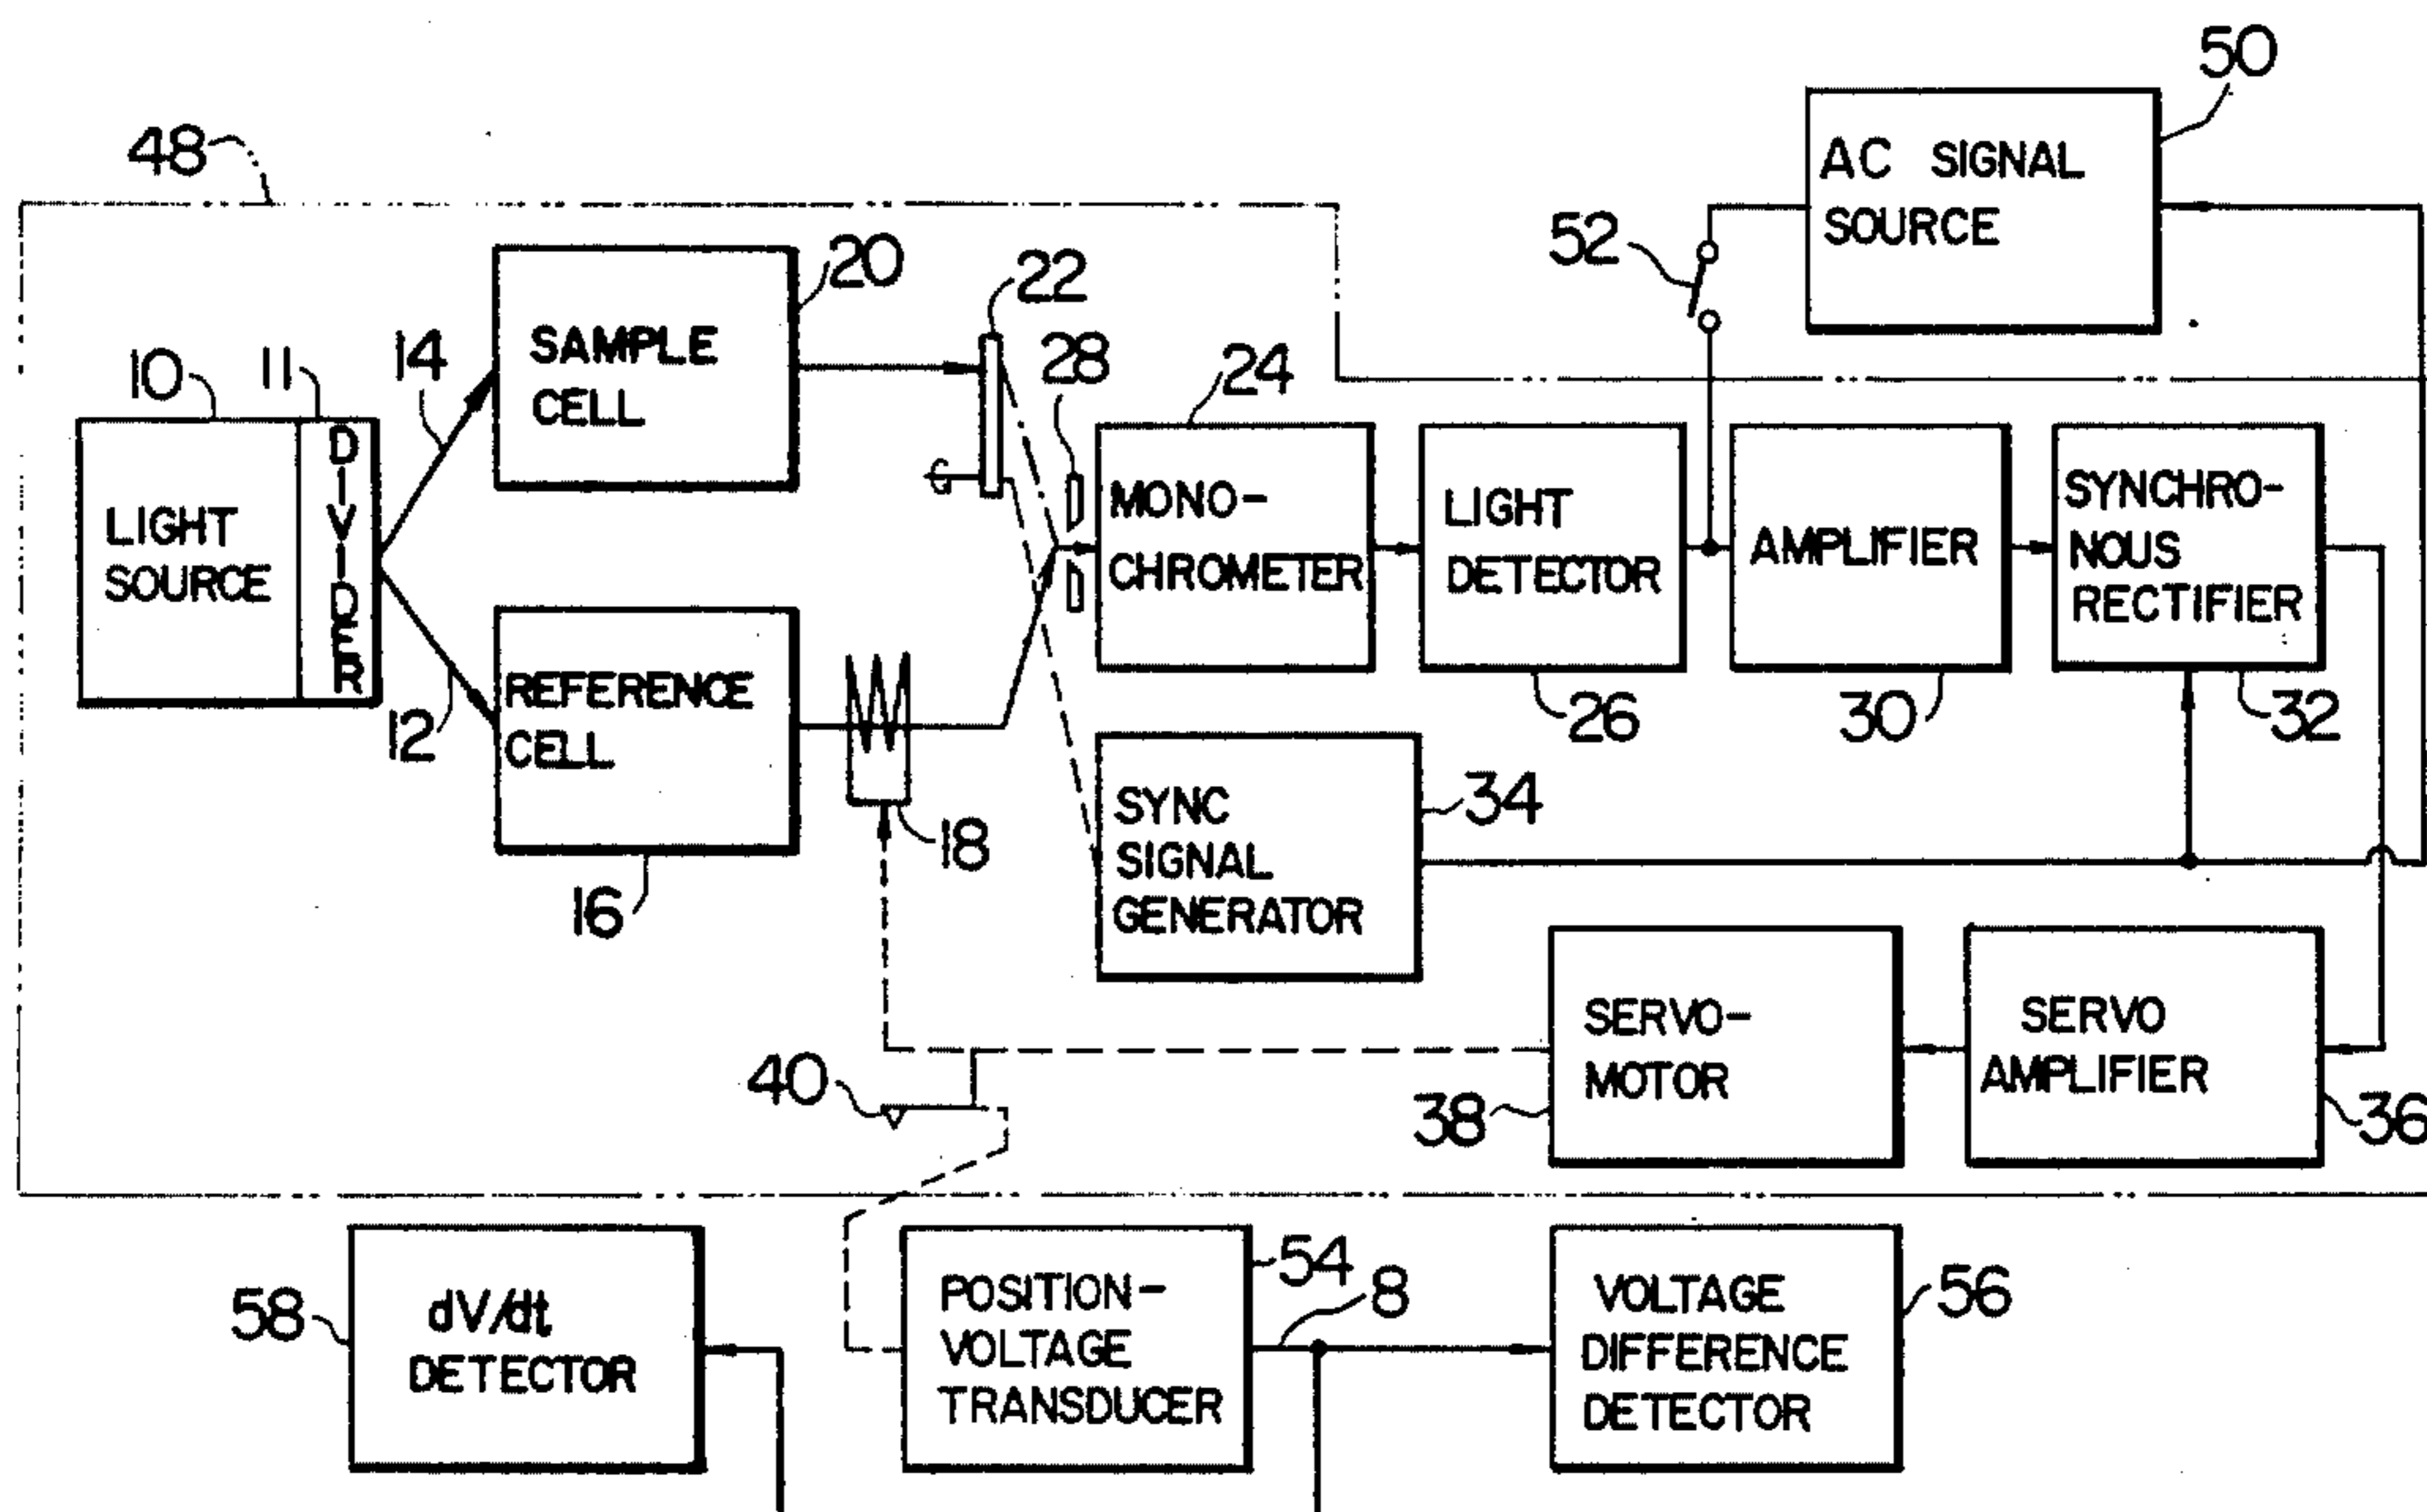 50
48
AC SIGNAL
SOURCE
52
20
22
SAMPLE
CELL
28
24
10
11
14
DIVIDER
LIGHT
SOURCE
MONO-
CHROMETER
LIGHT
DETECTOR
AMPLIFIER
SYNCHRO-
NOUS
RECTIFIER
12
REFERENCE
CELL
26
30
32
18
16
34
SYNC
SIGNAL
GENERATOR
SERVO-
MOTOR
SERVO
AMPLIFIER
40
38
36
58
dV/dt
DETECTOR
POSITION-
VOLTAGE
TRANSDUCER
54
8
VOLTAGE
DIFFERENCE
DETECTOR
56